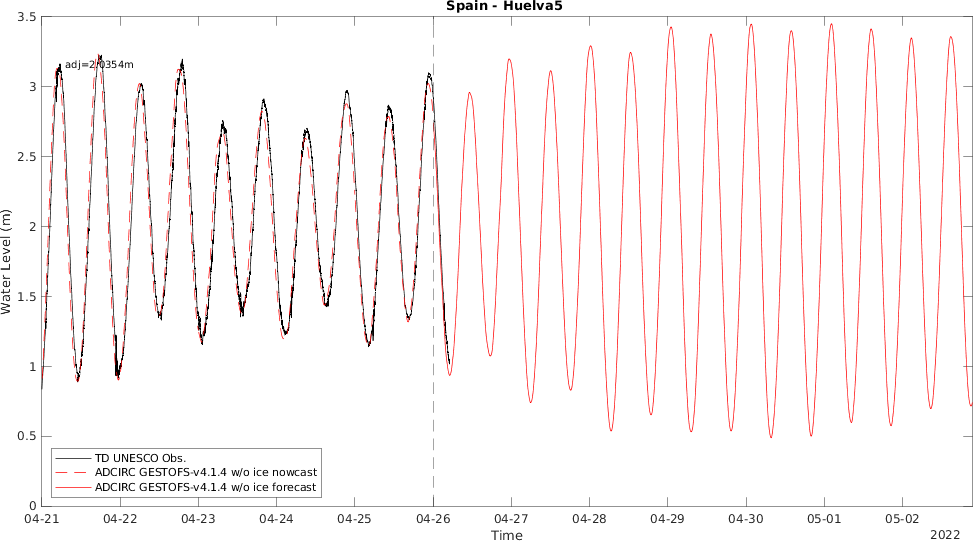 Spain - Huelva5
3.5
3
2.5
2
1.5
1
0.5
0
Water Level (m)
adj=2.0354m
TD UNESCO Obs.
ADCIRC GESTOFS-v4.1.4 w/o ice nowcast
ADCIRC GESTOFS-v4.1.4 w/o ice forecast
04-21 04-22 04-23 04-24 04-25 04-26 04-27 04-28 04-29 04-30 05-01 05-02
Time
2022